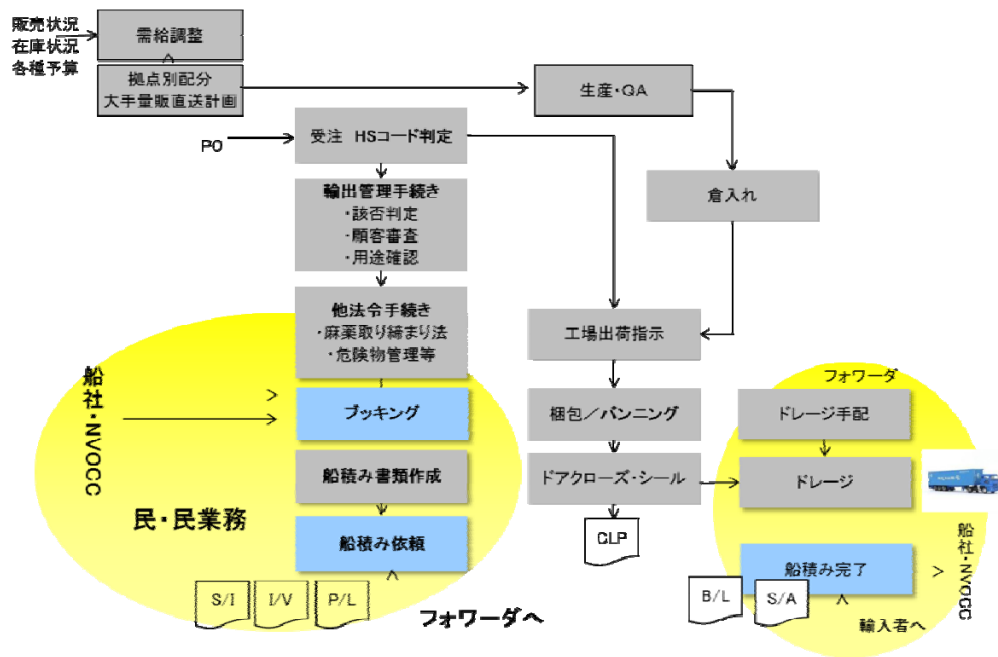 販売状況
在庫状況
各種予算
需給調整
拠点別配分
大手量販直送計画
生産・QA
PO
受注 HSコード判定
倉入れ
輸出管理手続き
・該否判定
・顧客審査
・用途確認
他法令手続き
・麻薬取り締まり法
・危険物管理等
工場出荷指示
船社・NVOCC
ブッキング
梱包／バンニング
フォワーダ
ドレージ手配
船積み書類作成
ドアクローズ・シール
ドレージ
民・民業務
船積み依頼
CLP
船積み完了
船社・NVOCC
S/I
I/V
P/L
フォワーダへ
B/L
S/A
輸入者へ